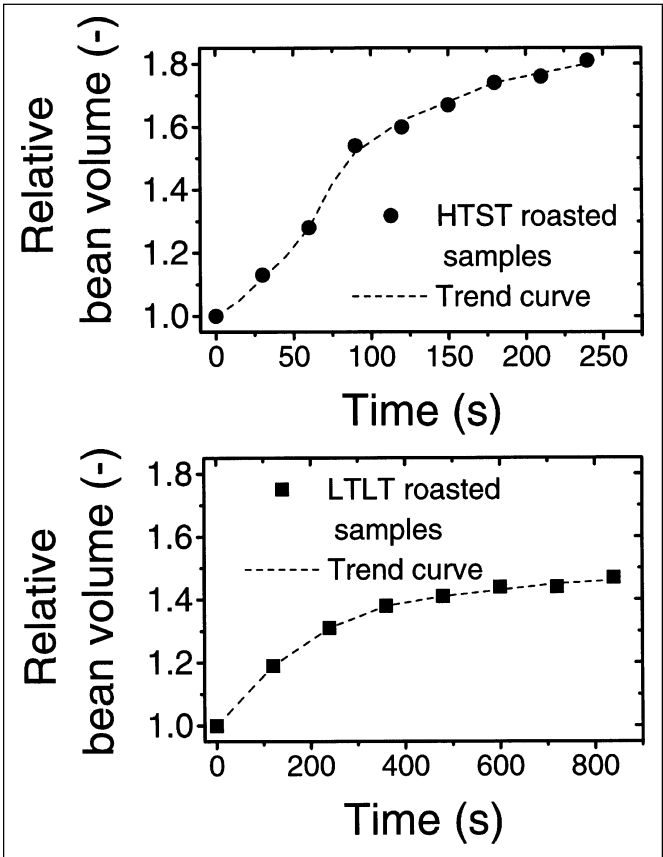 Relative
bean volume (-)
1.8
1.6
1.4
1.2
1.0
HTST roasted
samples
Trend curve
0 50 100 150 200 250
Time (s)
Relative
bean volume (-)
1.8
1.6
1.4
1.2
1.0
LTLT roasted
samples
Trend curve
0 200 400 600 800
Time (s)